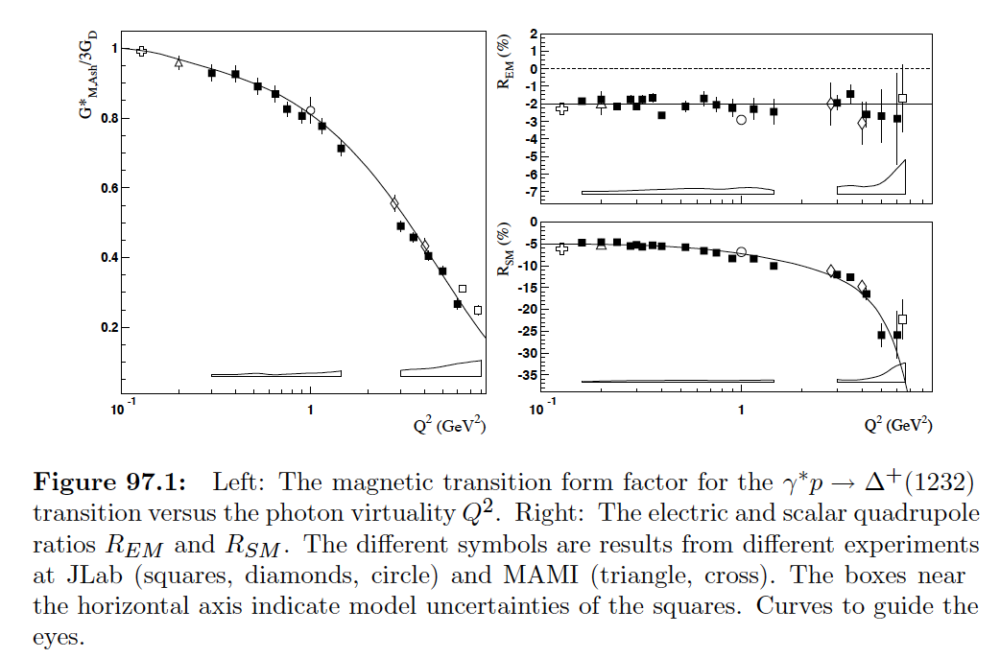 G*M,Ash/3GD
1
0.8
0.6
0.4
0.2
10-1
1
Q2 (GeV2)
REM (%)
2
1
0
-1
-2
-3
-4
-5
-6
-7
RSM (%)
0
-5
-10
-15
-20
-25
-30
-35
10-1
1
Q2 (GeV2)
Figure 97.1: Left: The magnetic transition form factor for the γ*p → Δ+(1232)
transition versus the photon virtuality Q2. Right: The electric and scalar quadrupole
ratios REM and RSM. The different symbols are results from different experiments
at JLab (squares, diamonds, circle) and MAMI (triangle, cross). The boxes near
the horizontal axis indicate model uncertainties of the squares. Curves to guide the
eyes.